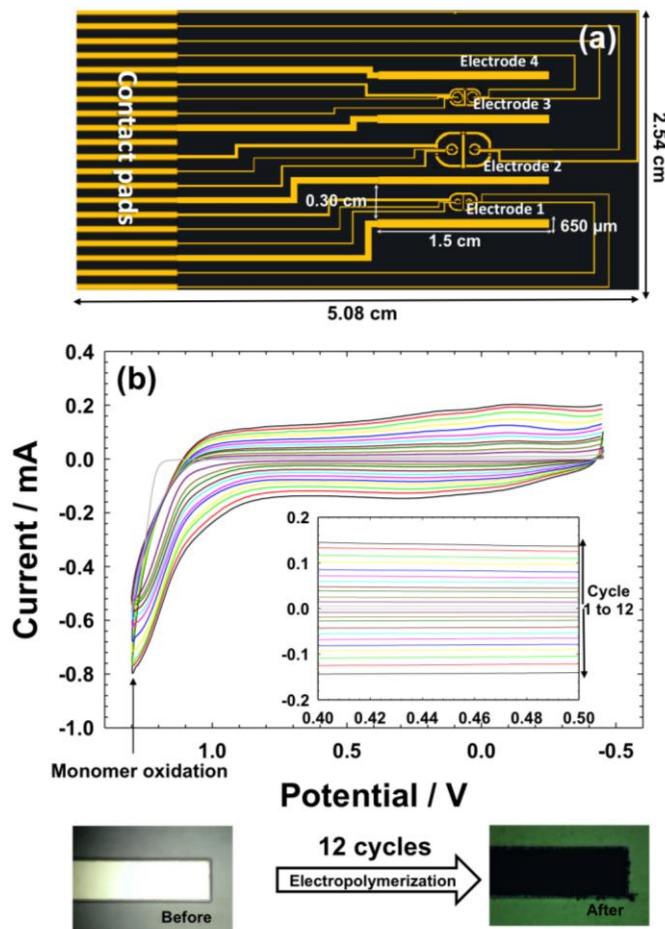 (a)
Contact pads
Electrode 4
Electrode 3
Electrode 2
Electrode 1
0.30 cm
650 µm
1.5 cm
2.54 cm
5.08 cm
(b)
0.4
0.2
0.0
-0.2
-0.4
-0.6
-0.8
-1.0
Current / mA
0.2
0.1
0.0
-0.1
-0.2
0.40 0.42 0.44 0.46 0.48 0.50
Cycle
1 to 12
1.0 0.5 0.0 -0.5
Monomer oxidation
Potential / V
12 cycles
Electropolymerization
Before
After